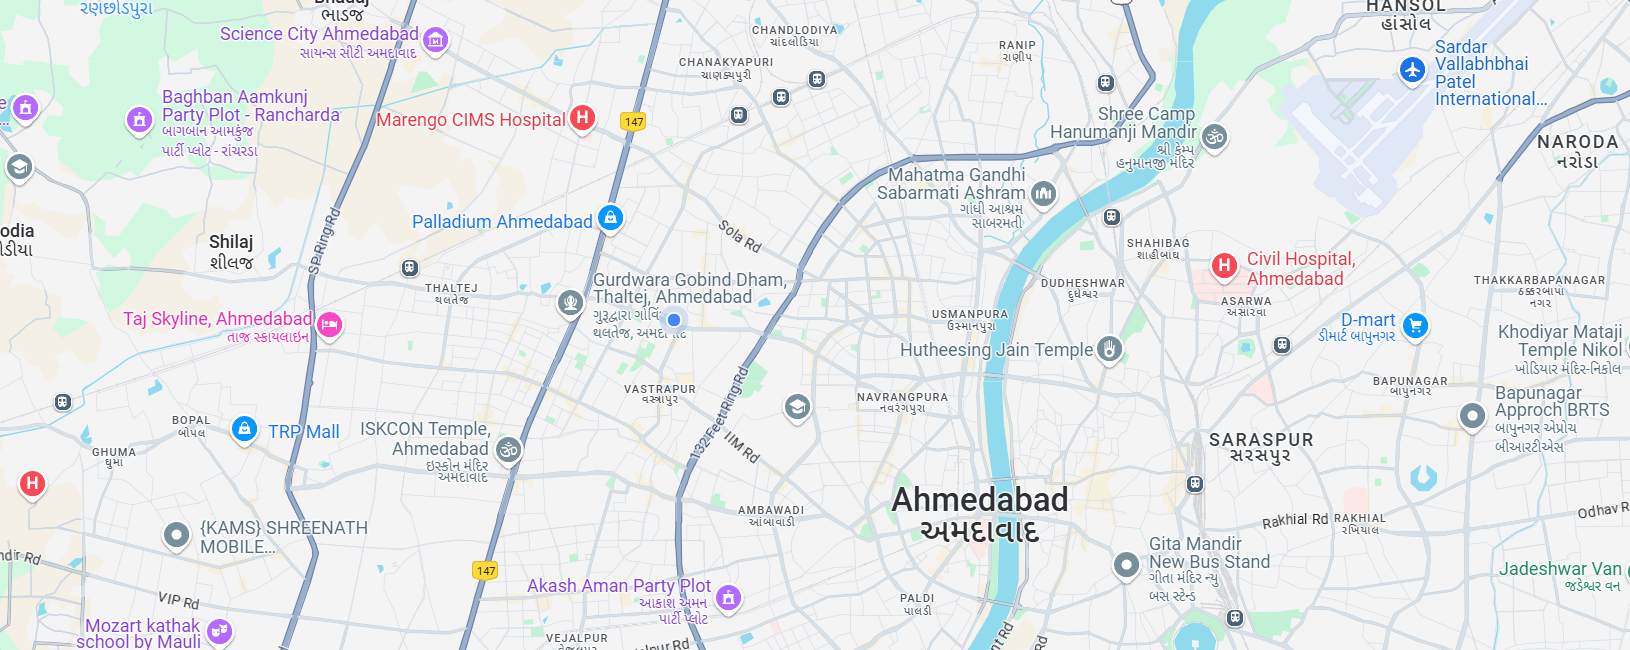 રણછોડપુરા
ભાડજ
Science City Ahmedabad
સાયન્સ સીટી અમદાવાદ
CHANDLODIYA
ચાંદલોડિયા
RANIP
રાણીપ
HANSOL
હાંસોલ
Sardar
Vallabhbhai
Patel
International...
CHANAKYAPURI
ચાણક્યપુરી
Baghban Aamkunj
Party Plot - Rancharda
બાગબાન આમકુંજ
પાર્ટી પ્લોટ - રાંચરડા
Marengo CIMS Hospital
147
Shree Camp
Hanumanji Mandir
શ્રી કેમ્પ
હનુમાનજી મંદિર
NARODA
નરોડા
Mahatma Gandhi
Sabarmati Ashram
ગાંધી આશ્રમ
સાબરમતી
Palladium Ahmedabad
Sola Rd
SP Ring Rd
Shilaj
શીલજ
SHAHIBAG
શાહીબાઘ
Civil Hospital,
Ahmedabad
THALTEJ
થલતેજ
Gurdwara Gobind Dham,
Thaltej, Ahmedabad
ગુરુદ્વારા
થલતેજ,
DUDHESHWAR
દુધેશ્વર
ASARWA
અસારવા
THAKKARBAPANAGAR
ઠક્કરબાપા
નગર
Taj Skyline, Ahmedabad
તાજ સ્કાયલાઇન
USMANPURA
ઉસ્માનપુરા
D-mart
ડીમાર્ટ બાપુનગર
Khodiyar Mataji
Temple Nikol
ખોડિયાર મંદિર-નિકોલ
Hutheesing Jain Temple
VASTRAPUR
વસ્ત્રાપુર
132 Feet Ring Rd
NAVRANGPURA
નવરંગપુરા
BAPUNAGAR
બાપુનગર
Bapunagar
Approch BRTS
બાપુનગર એપ્રોચ
બીઆરટીએસ
BOPAL
બોપલ
TRP Mall
ISKCON Temple,
Ahmedabad
ઇસ્કોન મંદિર
અમદાવાદ
IIM Rd
SARASPUR
સરસપુર
GHUMA
ઘુમા
Ahmedabad
અમદાવાદ
AMBAWADI
આંબાવાડી
Rakhial Rd
RAKHIAL
રખિયાલ
Odhav R
{KAMS} SHREENATH
MOBILE...
Gita Mandir
New Bus Stand
ગીતા મંદિર ન્યુ
બસ સ્ટેન્ડ
147
Jadeshwar Van
જડેશ્વર વન
Akash Aman Party Plot
આકાશ અમન
પાર્ટી પ્લોટ
PALDI
પાલડી
VIP Rd
Mozart kathak
school by Mauli
VEJALPUR